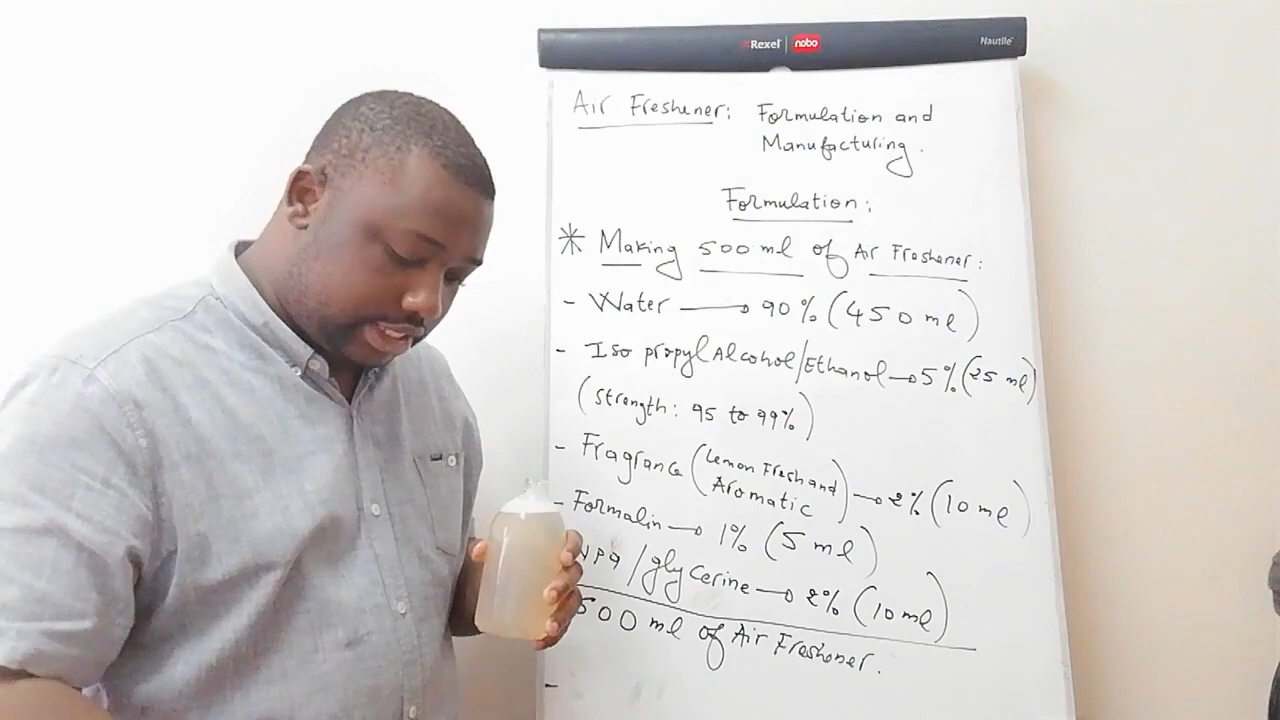 Rexel nobo Nautile
Air Freshener: Formulation and
Manufacturing.
Formulation:
* Making 500 ml of Air Freshener:
- Water → 90% (450 ml)
- Iso propyl Alcohol/Ethanol → 5% (25 ml)
(Strength: 95 to 99%)
- Fragrance (Lemon Fresh and
Aromatic) → 2% (10 ml)
- Formalin → 1% (5 ml)
/glycerine → 2% (10 ml)
500 ml of Air Freshener.
-